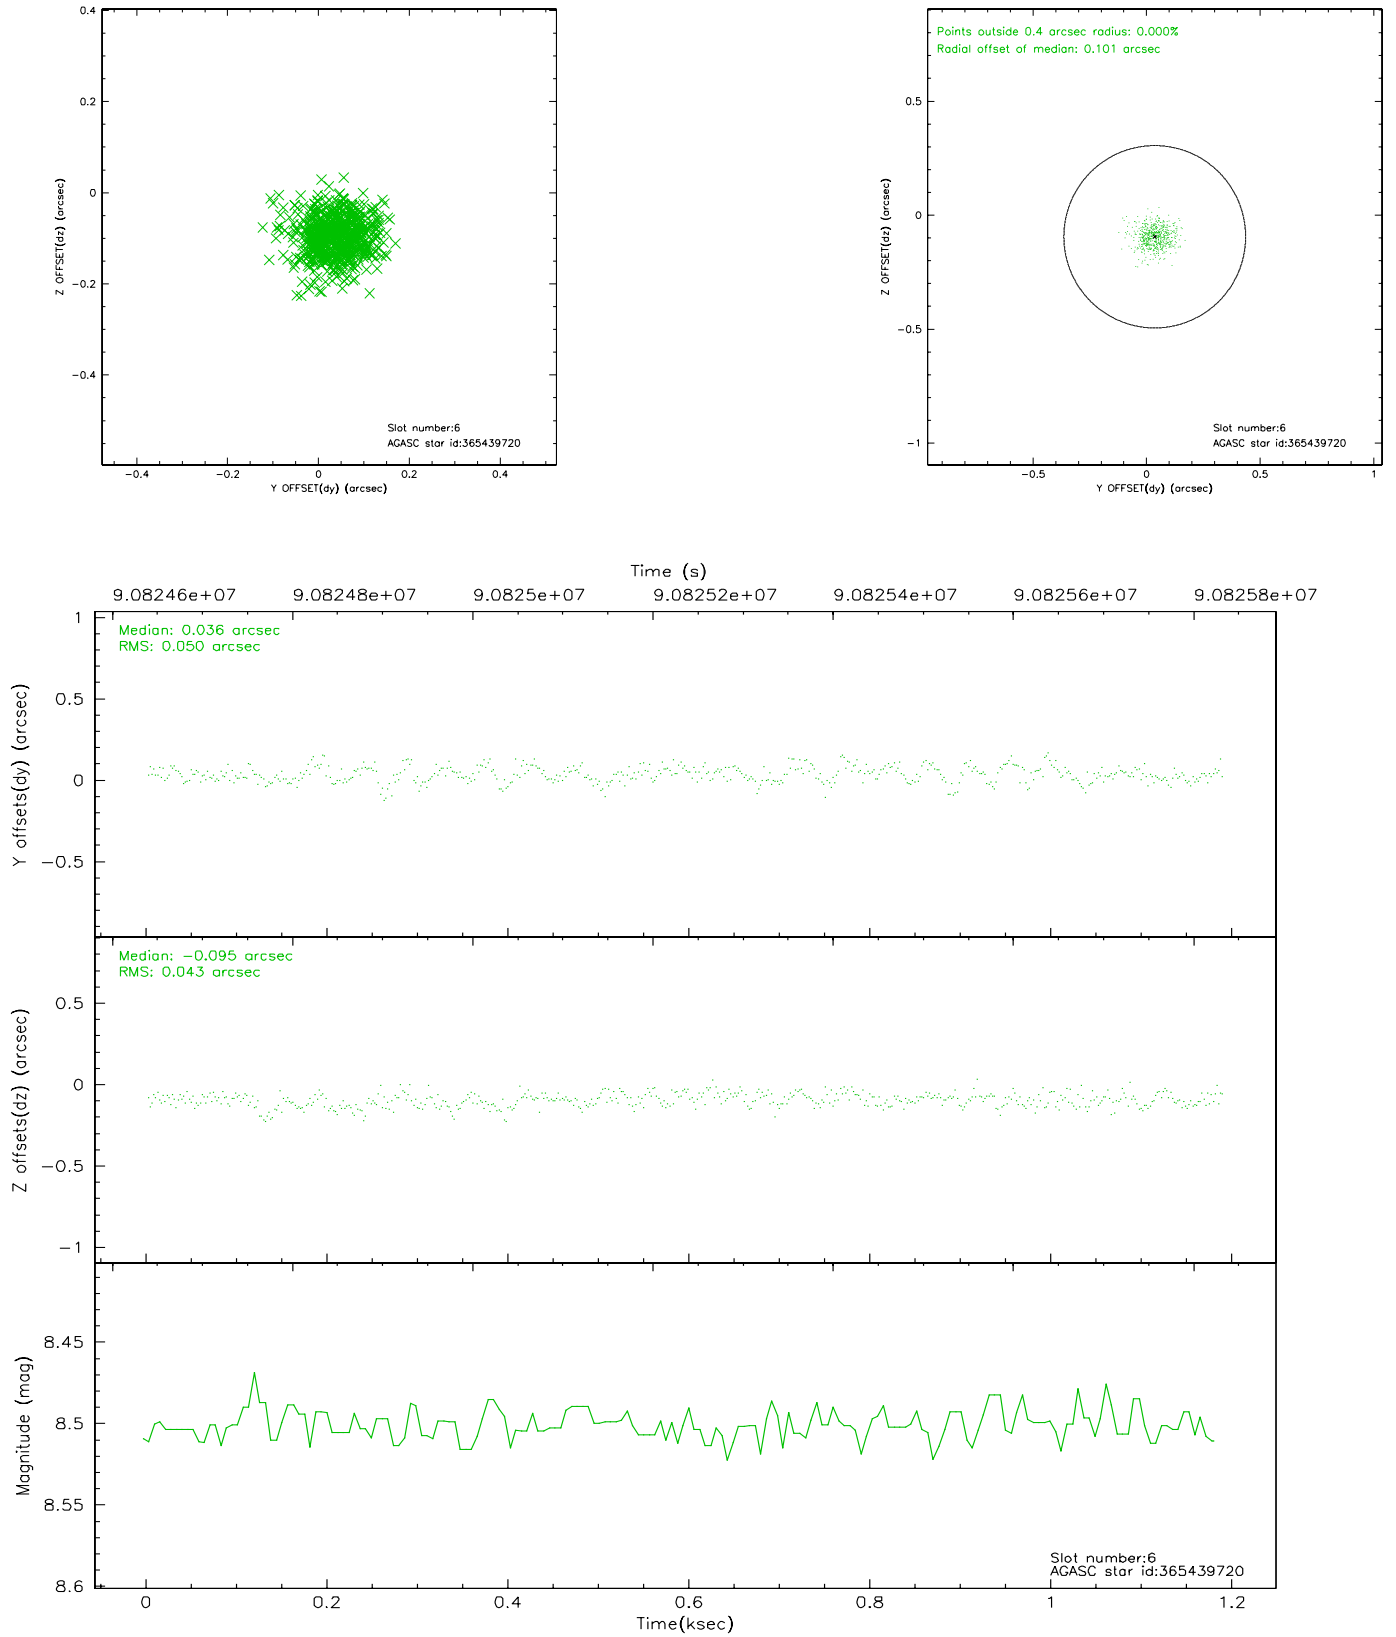 0.4
0.2
0
−0.2
−0.4
Z OFFSET(dz) (arcsec)
Slot number:6
AGASC star id:365439720
−0.4 −0.2 0 0.2 0.4
Y OFFSET(dy) (arcsec)
Points outside 0.4 arcsec radius: 0.000%
Radial offset of median: 0.101 arcsec
0.5
0
−0.5
−1
Z OFFSET(dz) (arcsec)
Slot number:6
AGASC star id:365439720
−0.5 0 0.5 1
Y OFFSET(dy) (arcsec)
Time (s)
9.08246e+07 9.08248e+07 9.0825e+07 9.08252e+07 9.08254e+07 9.08256e+07 9.08258e+07
Median: 0.036 arcsec
RMS: 0.050 arcsec
1
0.5
0
−0.5
Y offsets(dy) (arcsec)
Median: −0.095 arcsec
RMS: 0.043 arcsec
0.5
0
−0.5
−1
Z offsets(dz) (arcsec)
8.45
8.5
8.55
8.6
Magnitude (mag)
Slot number:6
AGASC star id:365439720
0 0.2 0.4 0.6 0.8 1 1.2
Time(ksec)